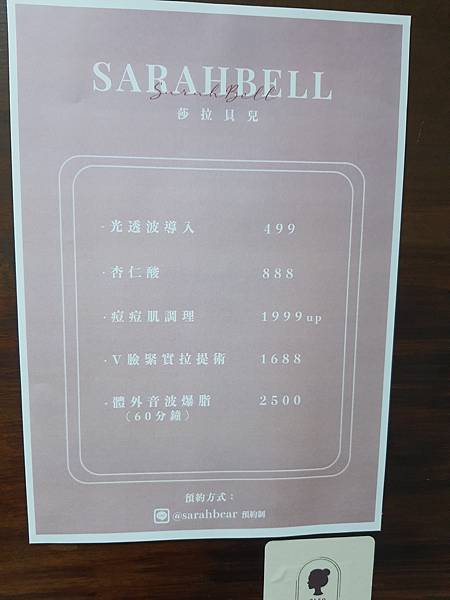 SARAHBELL
SarahBell
莎拉貝兒
·光透波導入 499
·杏仁酸 888
·痘痘肌調理 1999up
·V臉緊實拉提術 1688
·體外音波爆脂 2500
(60分鐘)
預約方式：
@sarahbear 預約制